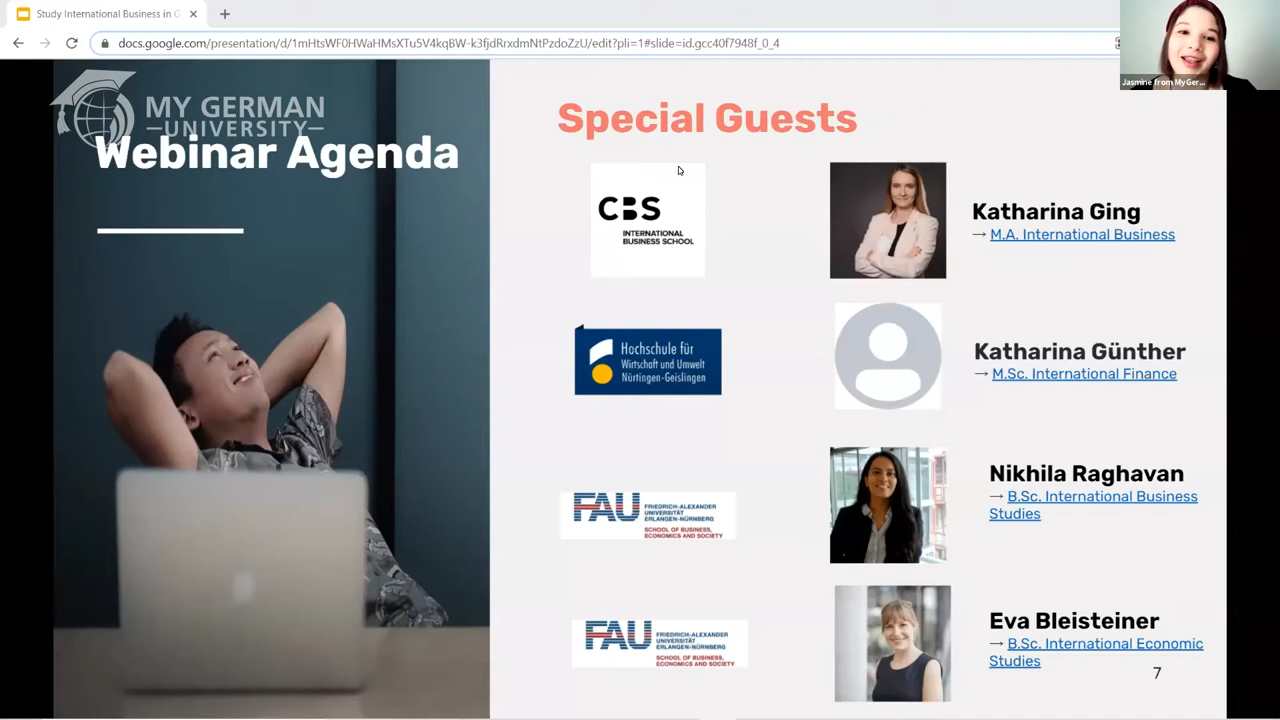 Study International Business in G
docs.google.com/presentation/d/1mHtsWF0HWaHMsXTu5V4kqBW-k3fjdRrxdmNtPzdoZzU/edit?pli=1#slide=id.gcc40f7948f_0_4
Jasmine from MyGer...
MY GERMAN
UNIVERSITY
Webinar Agenda
Special Guests
CBS
INTERNATIONAL
BUSINESS SCHOOL
Katharina Ging
→ M.A. International Business
Hochschule für
Wirtschaft und Umwelt
Nürtingen-Geislingen
Katharina Günther
→ M.Sc. International Finance
FAU
FRIEDRICH-ALEXANDER
UNIVERSITÄT
ERLANGEN-NÜRNBERG
SCHOOL OF BUSINESS,
ECONOMICS AND SOCIETY
Nikhila Raghavan
→ B.Sc. International Business
Studies
FAU
FRIEDRICH-ALEXANDER
UNIVERSITÄT
ERLANGEN-NÜRNBERG
SCHOOL OF BUSINESS,
ECONOMICS AND SOCIETY
Eva Bleisteiner
→ B.Sc. International Economic
Studies
7